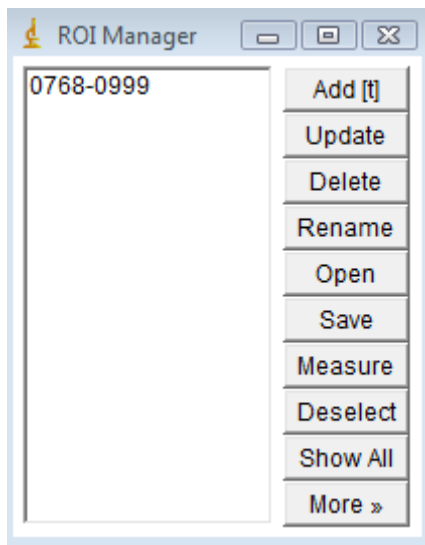 ROI Manager
0768-0999
Add [t]
Update
Delete
Rename
Open
Save
Measure
Deselect
Show All
More »